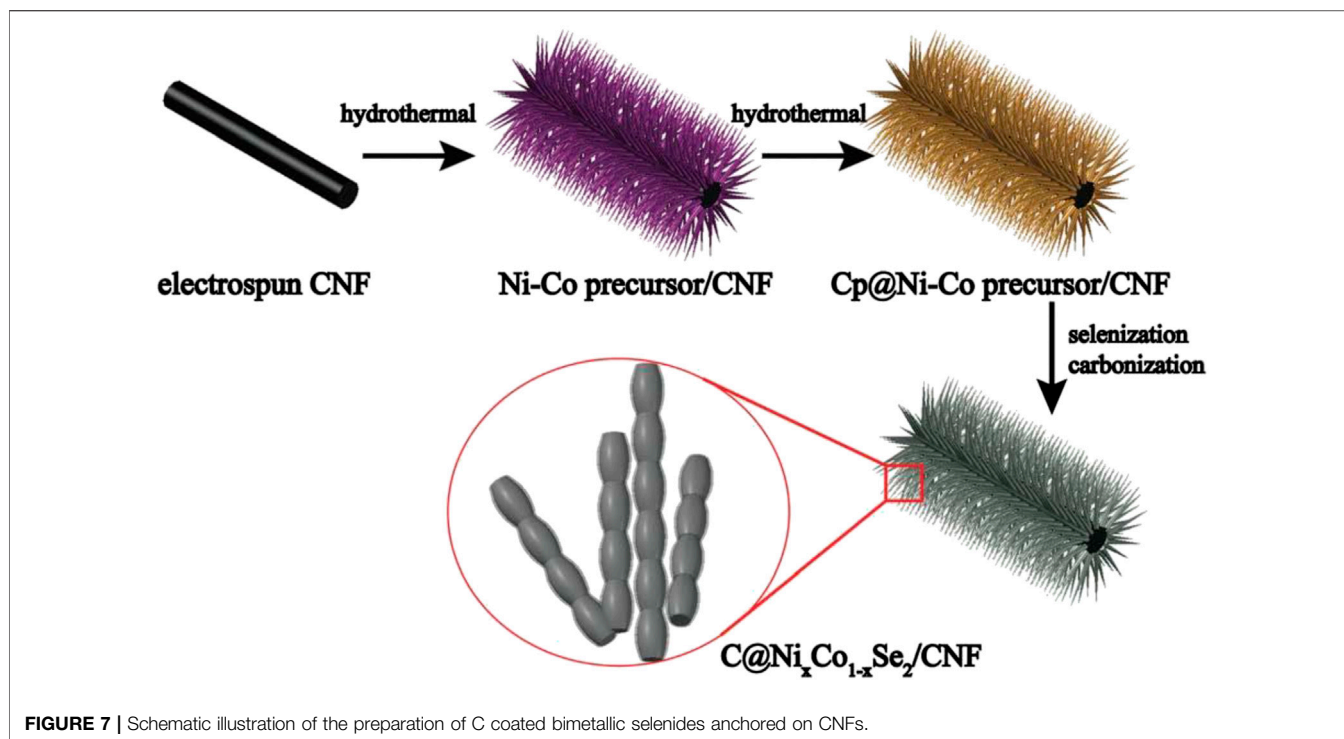 hydrothermal
hydrothermal
electrospun CNF
Ni-Co precursor/CNF
Cp@Ni-Co precursor/CNF
selenization
carbonization
C@NiₓCo₁₋ₓSe₂/CNF
FIGURE 7 | Schematic illustration of the preparation of C coated bimetallic selenides anchored on CNFs.